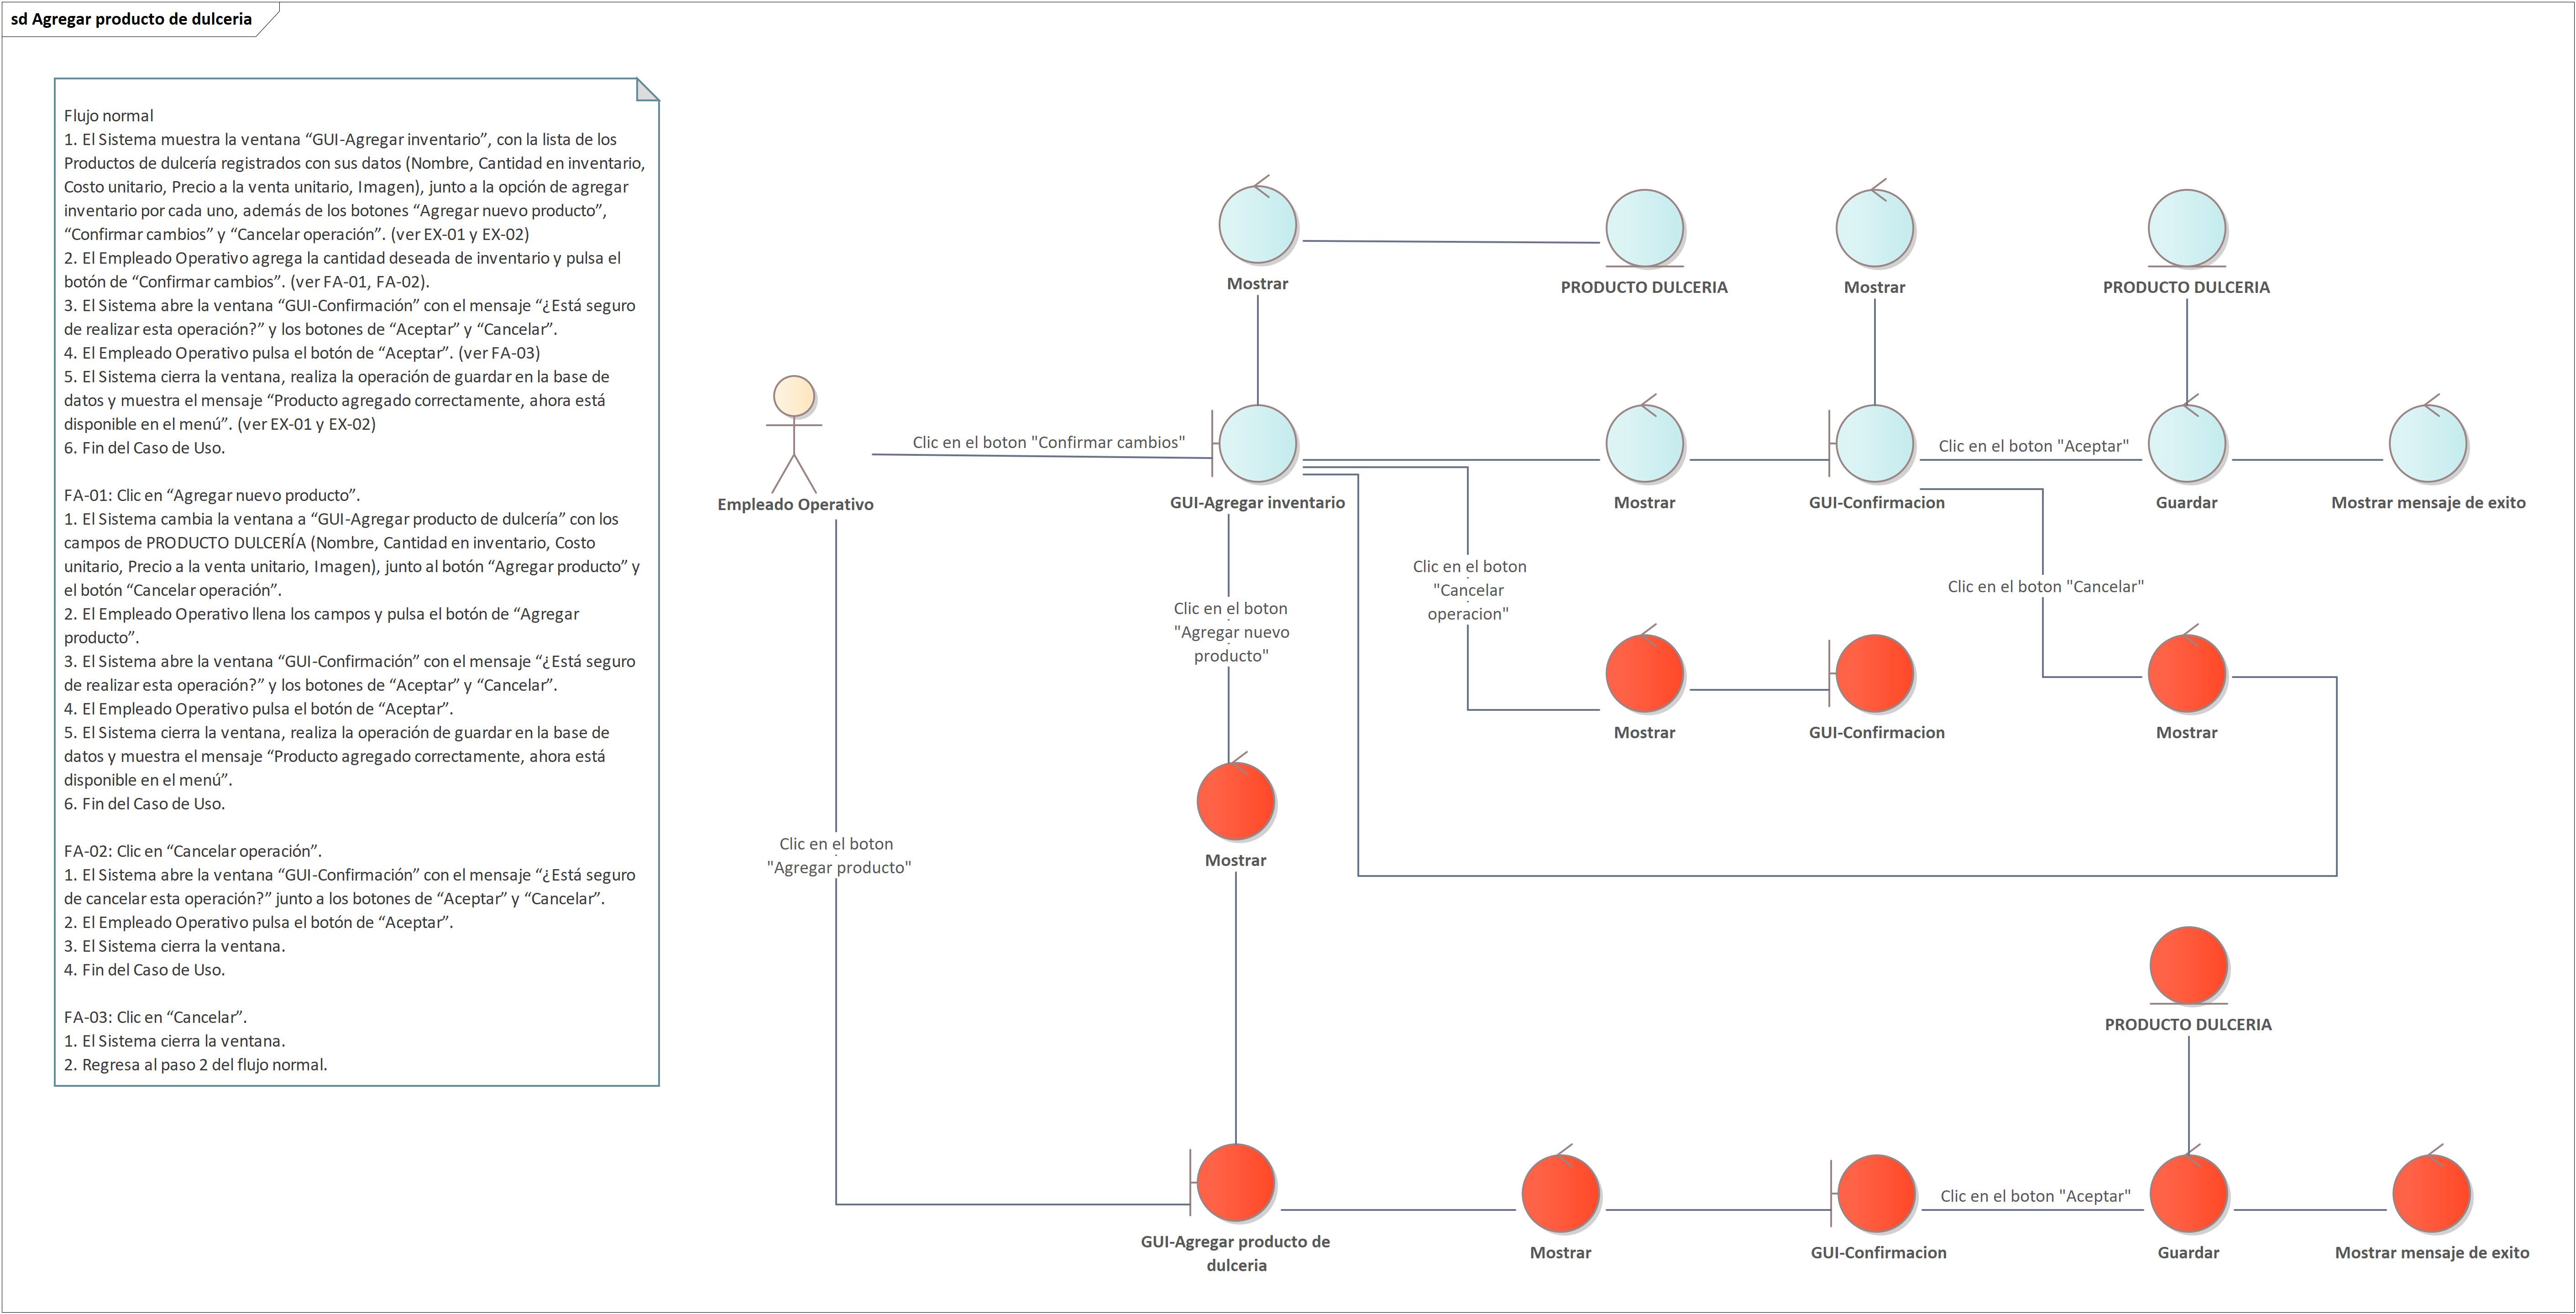 sd Agregar producto de dulceria
Flujo normal
1. El Sistema muestra la ventana “GUI-Agregar inventario”, con la lista de los
Productos de dulcería registrados con sus datos (Nombre, Cantidad en inventario,
Costo unitario, Precio a la venta unitario, Imagen), junto a la opción de agregar
inventario por cada uno, además de los botones “Agregar nuevo producto”,
“Confirmar cambios” y “Cancelar operación”. (ver EX-01 y EX-02)
2. El Empleado Operativo agrega la cantidad deseada de inventario y pulsa el
botón de “Confirmar cambios”. (ver FA-01, FA-02).
3. El Sistema abre la ventana “GUI-Confirmación” con el mensaje “¿Está seguro
de realizar esta operación?” y los botones de “Aceptar” y “Cancelar”.
4. El Empleado Operativo pulsa el botón de “Aceptar”. (ver FA-03)
5. El Sistema cierra la ventana, realiza la operación de guardar en la base de
datos y muestra el mensaje “Producto agregado correctamente, ahora está
disponible en el menú”. (ver EX-01 y EX-02)
6. Fin del Caso de Uso.
FA-01: Clic en “Agregar nuevo producto”.
1. El Sistema cambia la ventana a “GUI-Agregar producto de dulcería” con los
campos de PRODUCTO DULCERÍA (Nombre, Cantidad en inventario, Costo
unitario, Precio a la venta unitario, Imagen), junto al botón “Agregar producto” y
el botón “Cancelar operación”.
2. El Empleado Operativo llena los campos y pulsa el botón de “Agregar
producto”.
3. El Sistema abre la ventana “GUI-Confirmación” con el mensaje “¿Está seguro
de realizar esta operación?” y los botones de “Aceptar” y “Cancelar”.
4. El Empleado Operativo pulsa el botón de “Aceptar”.
5. El Sistema cierra la ventana, realiza la operación de guardar en la base de
datos y muestra el mensaje “Producto agregado correctamente, ahora está
disponible en el menú”.
6. Fin del Caso de Uso.
FA-02: Clic en “Cancelar operación”.
1. El Sistema abre la ventana “GUI-Confirmación” con el mensaje “¿Está seguro
de cancelar esta operación?” junto a los botones de “Aceptar” y “Cancelar”.
2. El Empleado Operativo pulsa el botón de “Aceptar”.
3. El Sistema cierra la ventana.
4. Fin del Caso de Uso.
FA-03: Clic en “Cancelar”.
1. El Sistema cierra la ventana.
2. Regresa al paso 2 del flujo normal.
Mostrar
PRODUCTO DULCERIA
Mostrar
PRODUCTO DULCERIA
Empleado Operativo
Clic en el boton "Confirmar cambios"
GUI-Agregar inventario
Mostrar
GUI-Confirmacion
Clic en el boton "Aceptar"
Guardar
Mostrar mensaje de exito
Clic en el boton
"Agregar nuevo
producto"
Clic en el boton
"Cancelar
operacion"
Clic en el boton "Cancelar"
Mostrar
GUI-Confirmacion
Mostrar
Mostrar
Clic en el boton
"Agregar producto"
PRODUCTO DULCERIA
GUI-Agregar producto de
dulceria
Mostrar
GUI-Confirmacion
Clic en el boton "Aceptar"
Guardar
Mostrar mensaje de exito